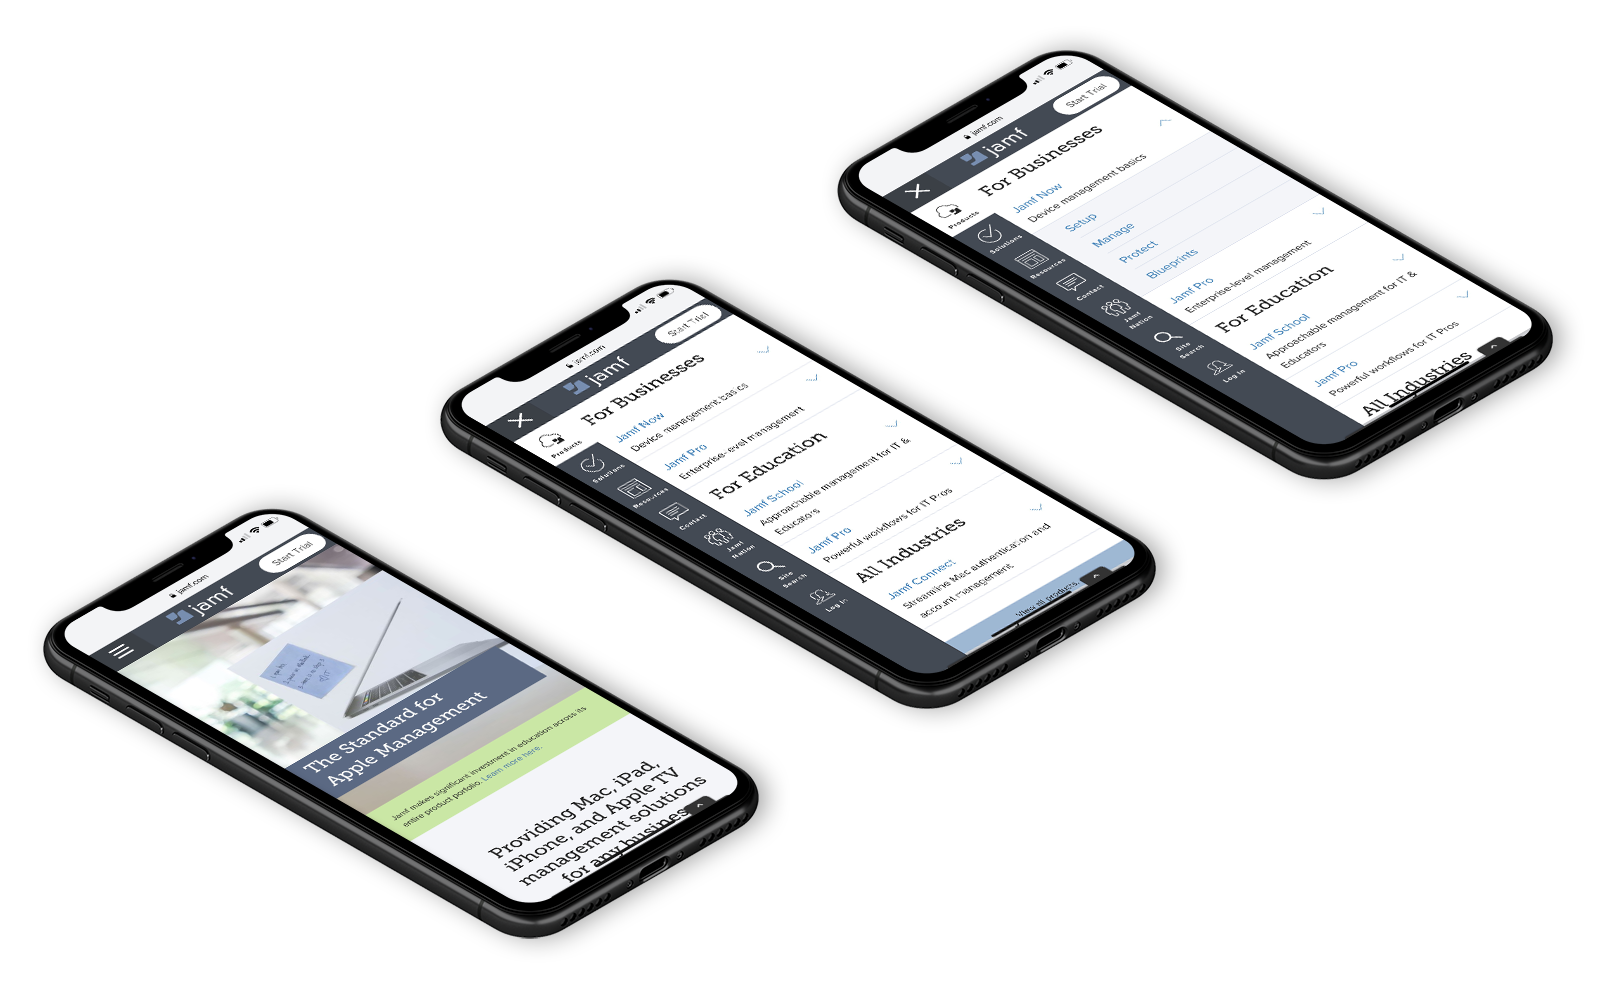 jamf.com
jamf
Start Trial
The Standard for
Apple Management
Jamf makes significant investment in education across its
entire product portfolio. Learn more here.
Providing Mac, iPad,
iPhone, and Apple TV
management solutions
for any busines
jamf.com
jamf
Start Trial
Products
Solutions
Resources
Contact
Jamf
Nation
Site
Search
Log in
For Businesses
Jamf Now
Device management basics
Jamf Pro
Enterprise-level management
For Education
Jamf School
Approachable management for IT &
Educators
Jamf Pro
Powerful workflows for IT Pros
All Industries
Jamf Connect
Streamline Mac authentication and
account management
View all products
jamf.com
jamf
Start Trial
Products
Solutions
Resources
Contact
Jamf
Nation
Site
Search
Log in
For Businesses
Jamf Now
Device management basics
Setup
Manage
Protect
Blueprints
Jamf Pro
Enterprise-level management
For Education
Jamf School
Approachable management for IT &
Educators
Jamf Pro
Powerful workflows for IT Pros
All Industries